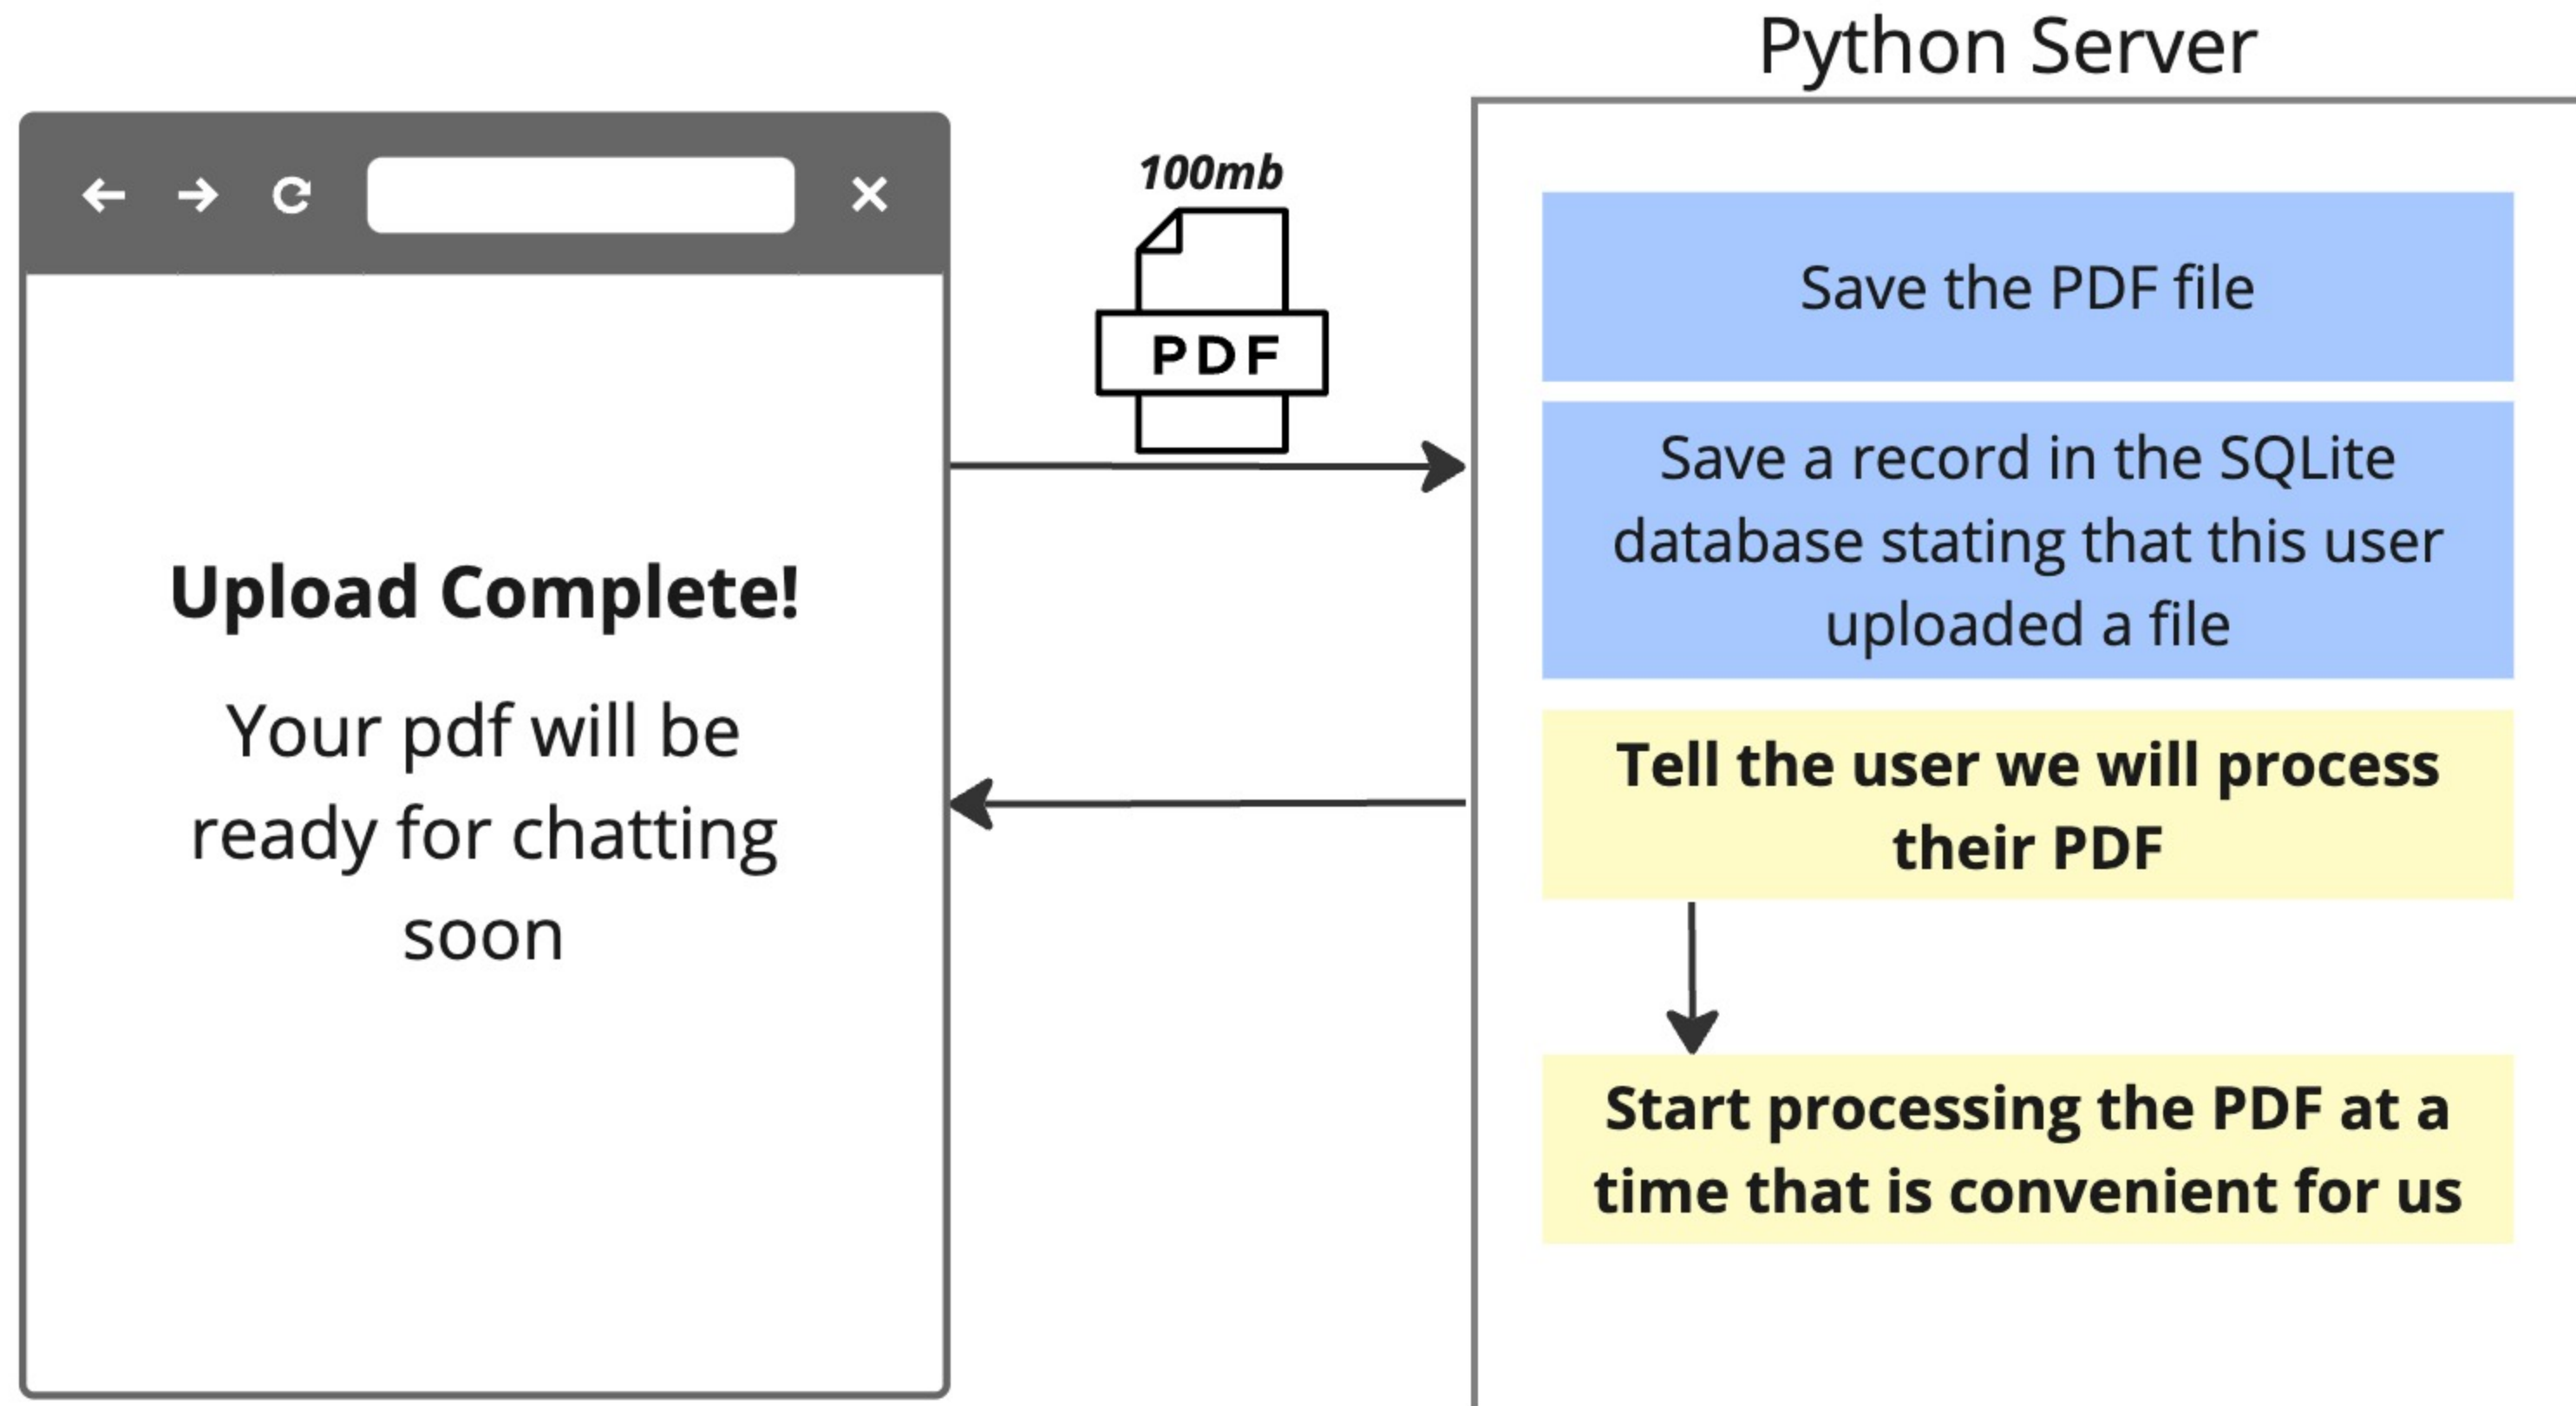 Python Server
100mb
PDF
Upload Complete!
Your pdf will be
ready for chatting
soon
Save the PDF file
Save a record in the SQLite
database stating that this user
uploaded a file
Tell the user we will process
their PDF
Start processing the PDF at a
time that is convenient for us